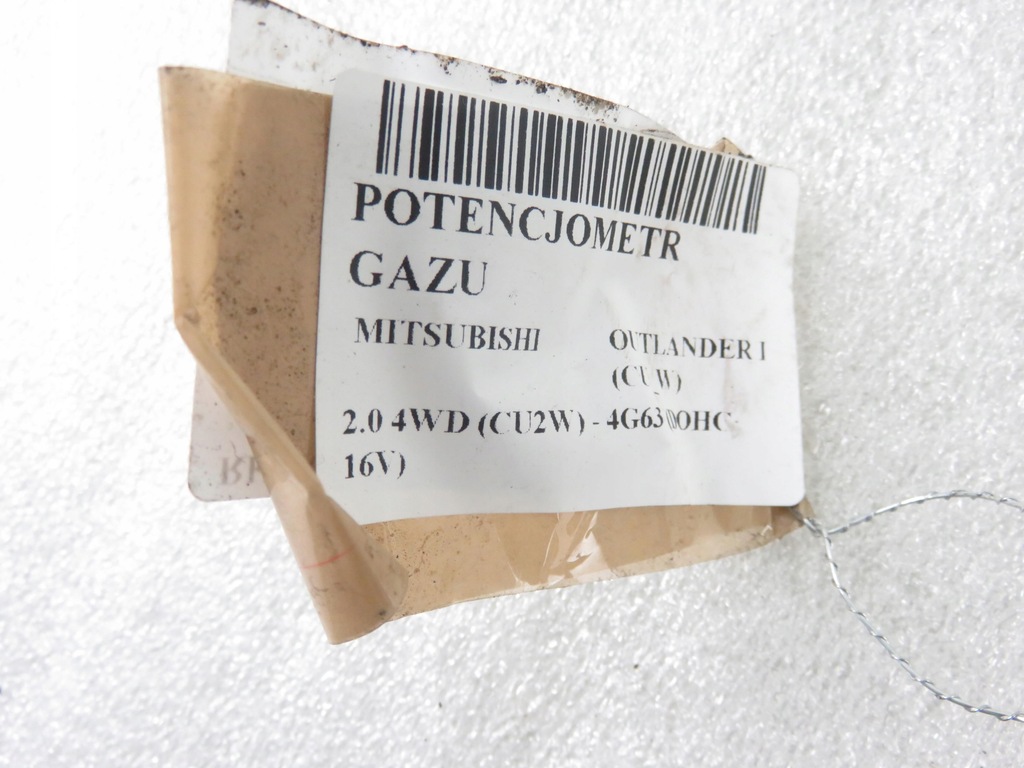 POTENCJOMETR
GAZU
MITSUBISHI OUTLANDER I
(CU W)
2.0 4WD (CU2W) - 4G63 (DOHC
16V)